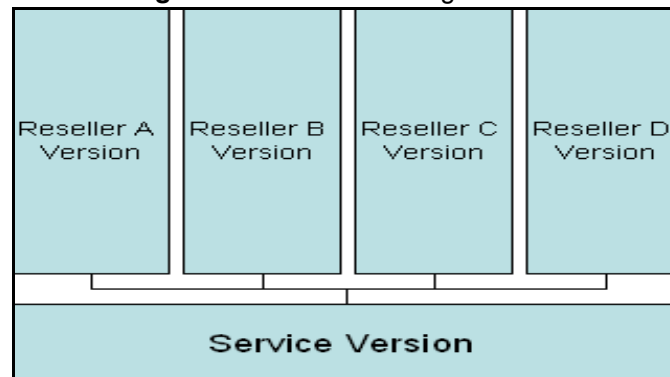 Reseller A
Version
Reseller B
Version
Reseller C
Version
Reseller D
Version
Service Version